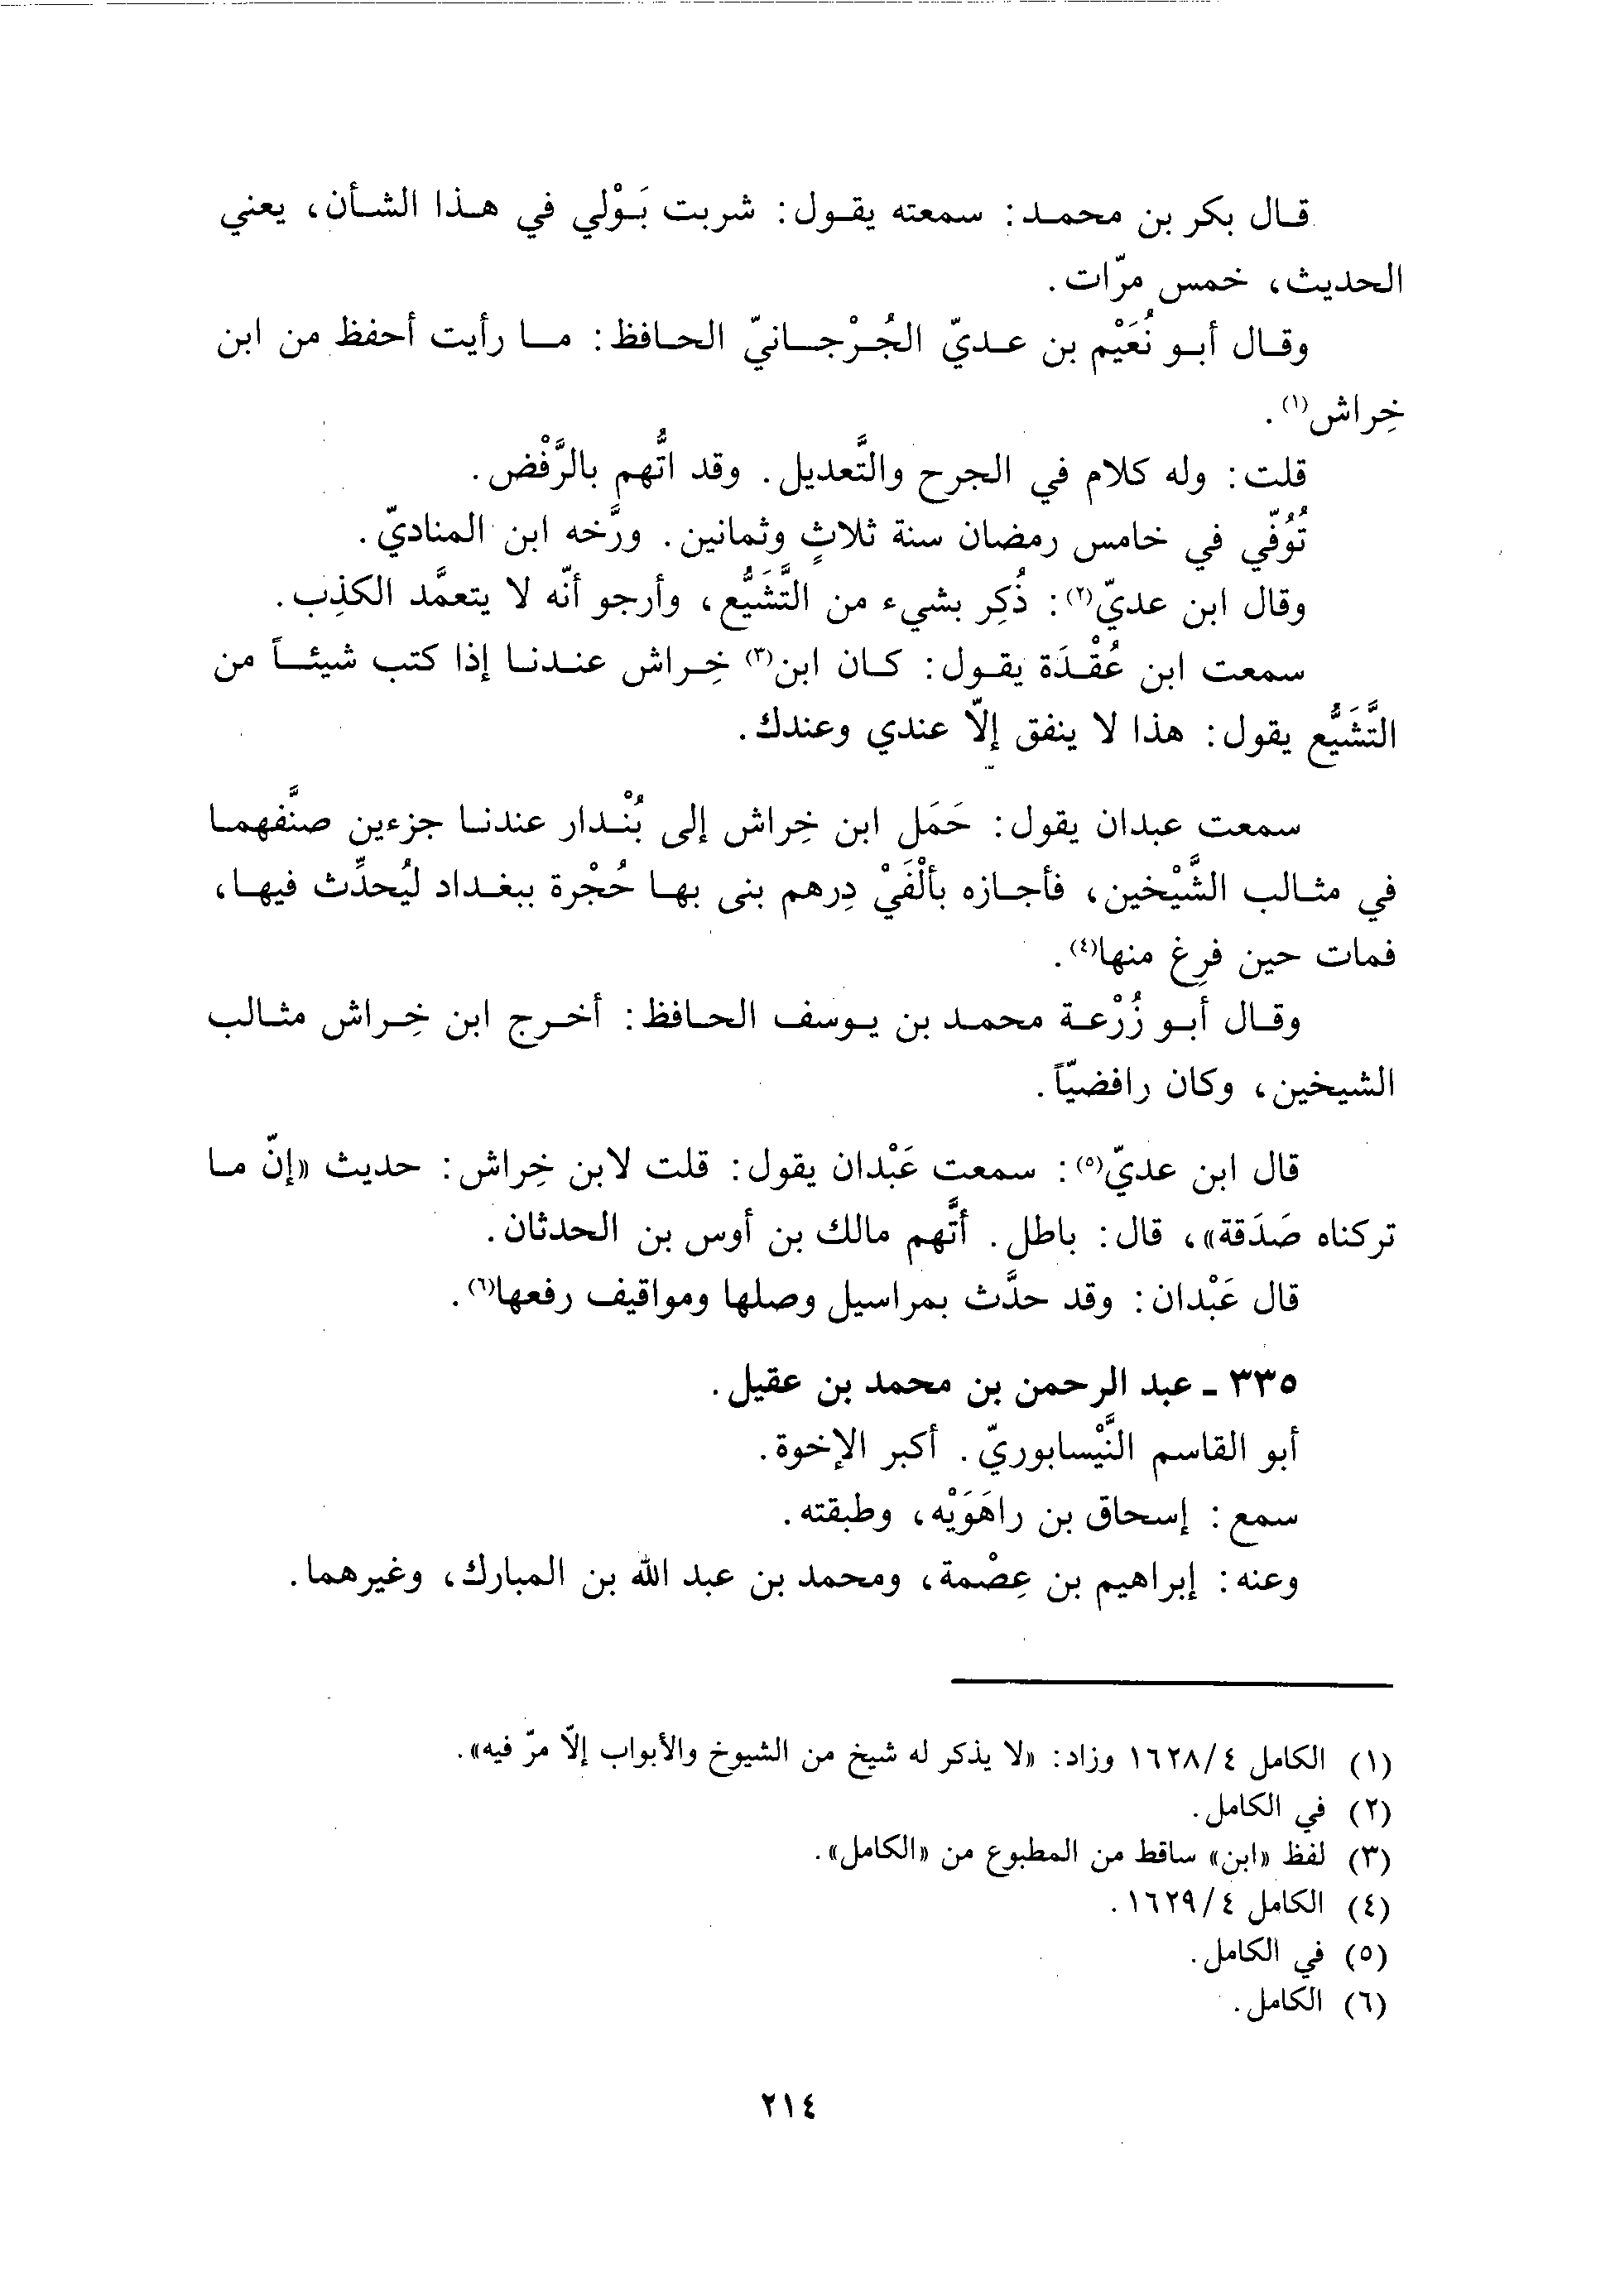 قال بكر بن محمد: سمعته يقول: شربت بَوْلي في هذا الشأن، يعني
الحديث، خمس مرّات.
وقال أبو نُعَيْم بن عديّ الجُرْجانيّ الحافظ: ما رأيت أحفظ من ابن
خِراش(١).
قلت: وله كلام في الجرح والتَّعديل. وقد اتُّهم بالرَّفْض.
تُوُفّي في خامس رمضان سنة ثلاثٍ وثمانين. ورَّخه ابن المناديّ.
وقال ابن عديّ(٢): ذُكِر بشيء من التَّشَيُّع، وأرجو أنّه لا يتعمَّد الكذِب.
سمعت ابن عُقْدَة يقول: كان ابن(٣) خِراش عندنا إذا كتب شيئاً من
التَّشَيُّع يقول: هذا لا ينفق إلّا عندي وعندك.
سمعت عبدان يقول: حَمَل ابن خِراش إلى بُنْدار عندنا جزءين صنَّفهما
في مثالب الشَّيْخين، فأجازه بألْفَيْ دِرهم بنى بها حُجْرة ببغداد ليُحدِّث فيها،
فمات حين فرِغ منها(٤).
وقال أبو زُرْعة محمد بن يوسف الحافظ: أخرج ابن خِراش مثالب
الشيخين، وكان رافضيّاً.
قال ابن عديّ(٥): سمعت عَبْدان يقول: قلت لابن خِراش: حديث «إنّ ما
تركناه صَدَقة»، قال: باطل. أتَّهم مالك بن أوس بن الحدثان.
قال عَبْدان: وقد حدَّث بمراسيل وصلها ومواقيف رفعها(٦).
٣٣٥ ـ عبد الرحمن بن محمد بن عقيل.
أبو القاسم النَّيْسابوريّ. أكبر الإخوة.
سمع: إسحاق بن راهَوَيْه، وطبقته.
وعنه: إبراهيم بن عِصْمة، ومحمد بن عبد الله بن المبارك، وغيرهما.
(١) الكامل ٤/١٦٢٨ وزاد: «لا يذكر له شيخ من الشيوخ والأبواب إلّا مرّ فيه».
(٢) في الكامل.
(٣) لفظ «ابن» ساقط من المطبوع من «الكامل».
(٤) الكامل ٤/١٦٢٩.
(٥) في الكامل.
(٦) الكامل.
٢١٤